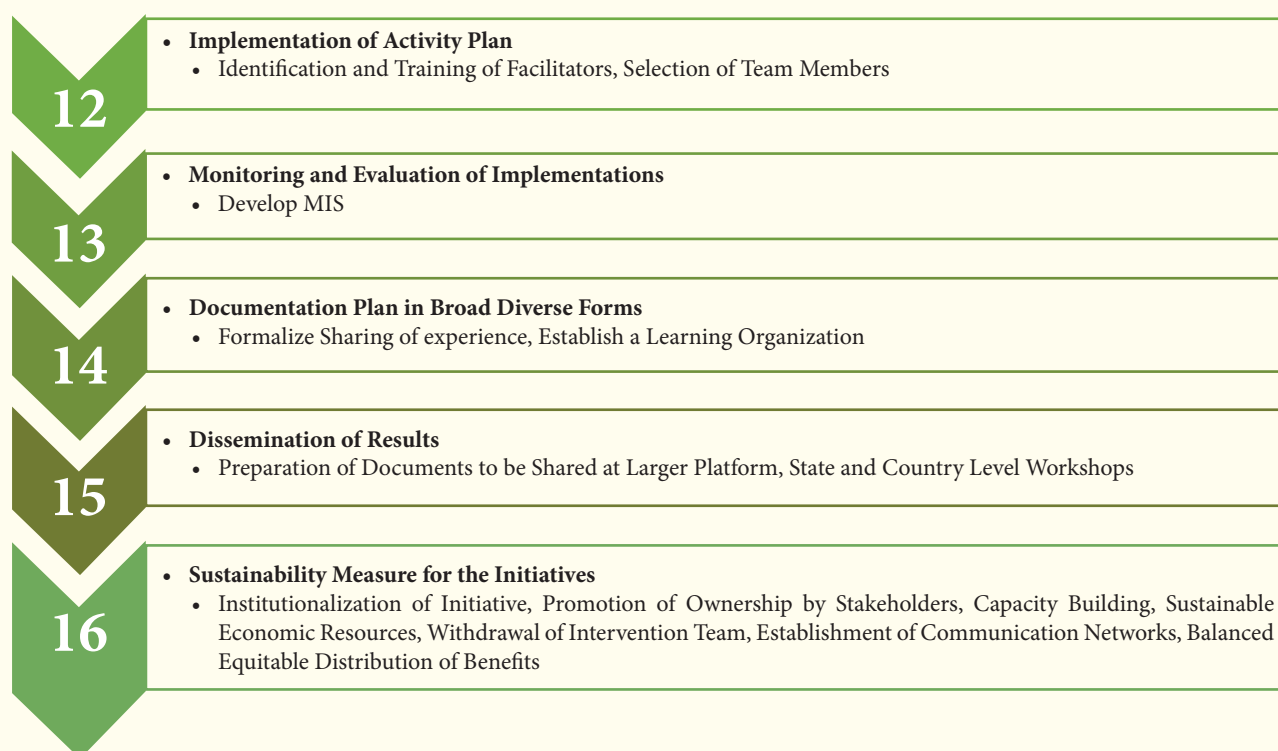 12
• Implementation of Activity Plan
• Identification and Training of Facilitators, Selection of Team Members
13
• Monitoring and Evaluation of Implementations
• Develop MIS
14
• Documentation Plan in Broad Diverse Forms
• Formalize Sharing of experience, Establish a Learning Organization
15
• Dissemination of Results
• Preparation of Documents to be Shared at Larger Platform, State and Country Level Workshops
16
• Sustainability Measure for the Initiatives
• Institutionalization of Initiative, Promotion of Ownership by Stakeholders, Capacity Building, Sustainable
Economic Resources, Withdrawal of Intervention Team, Establishment of Communication Networks, Balanced
Equitable Distribution of Benefits